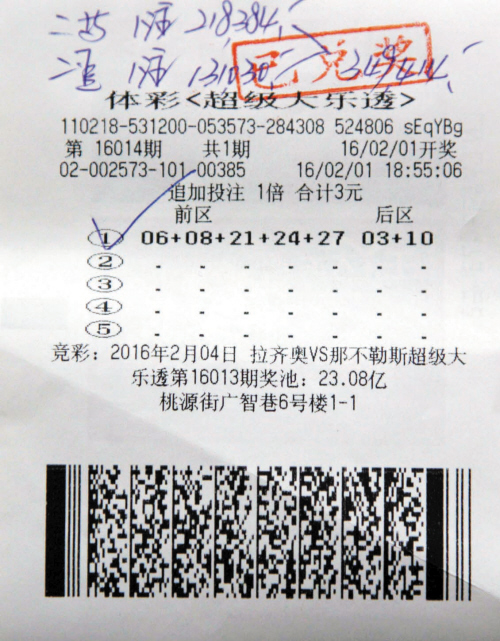 二等 1注 218384.
二追 1注 131030. 349414.
已兑奖
体彩<超级大乐透>
110218-531200-053573-284308 524806 sEqYBg
第 16014期 共1期 16/02/01开奖
02-002573-101-00385 16/02/01 18:55:06
追加投注 1倍 合计3元
前区 后区
① 06+08+21+24+27 03+10
② - - - - - - -
③ - - - - - - -
④ - - - - - - -
⑤ - - - - - - -
竞彩: 2016年2月04日 拉齐奥VS那不勒斯超级大
乐透第16013期奖池: 23.08亿
桃源街广智巷6号楼1-1